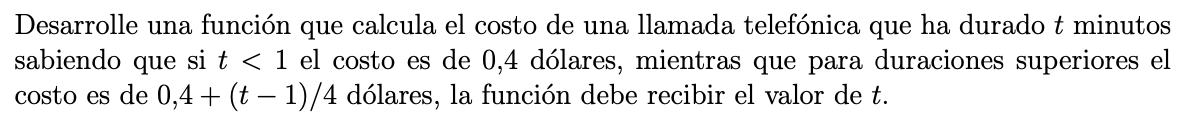 Desarrolle una función que calcula el costo de una llamada telefónica que ha durado t minutos
sabiendo que si t < 1 el costo es de 0,4 dólares, mientras que para duraciones superiores el
costo es de 0,4 + (t − 1)/4 dólares, la función debe recibir el valor de t.